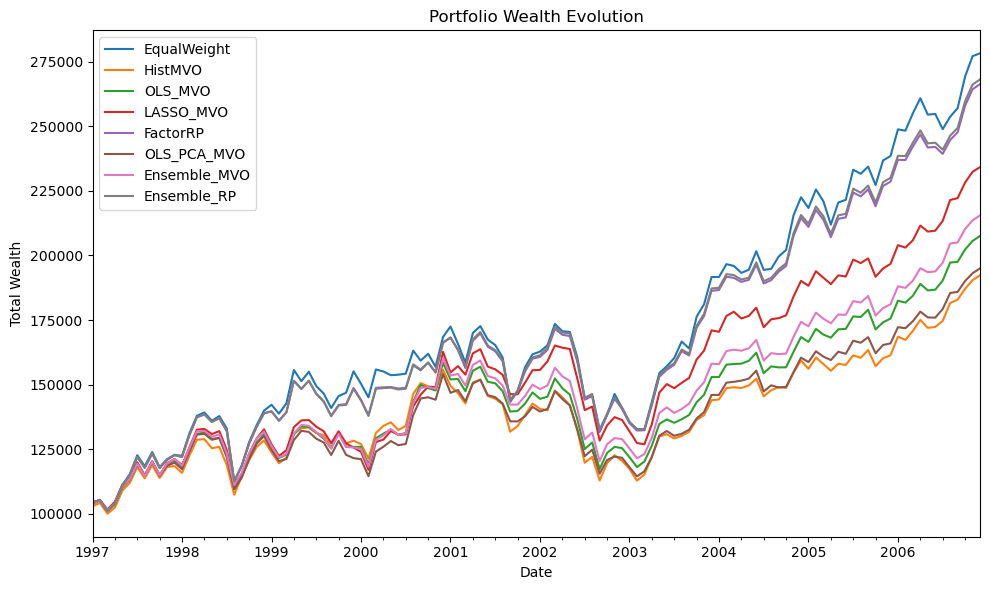 Portfolio Wealth Evolution
EqualWeight
HistMVO
OLS_MVO
LASSO_MVO
FactorRP
OLS_PCA_MVO
Ensemble_MVO
Ensemble_RP
Total Wealth
275000
250000
225000
200000
175000
150000
125000
100000
1997 1998 1999 2000 2001 2002 2003 2004 2005 2006
Date